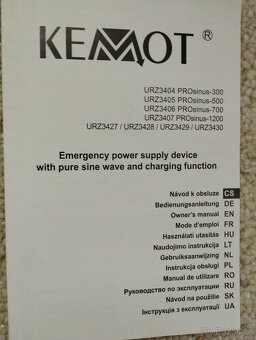 KEMOT ®
URZ3404 PROsinus-300
URZ3405 PROsinus-500
URZ3406 PROsinus-700
URZ3407 PROsinus-1200
URZ3427 / URZ3428 / URZ3429 / URZ3430
Emergency power supply device
with pure sine wave and charging function
Návod k obsluze CS
Bedienungsanleitung DE
Owner's manual EN
Mode d'emploi FR
Használati utasítás HU
Naudojimo instrukcija LT
Gebruiksaanwijzing NL
Instrukcja obsługi PL
Manual de utilizare RO
Руководство по эксплуатации RU
Návod na použitie SK
Інструкція з експлуатації UA